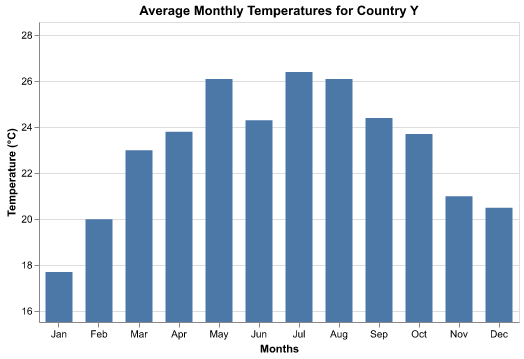 Average Monthly Temperatures for Country Y
28
26
24
22
20
18
16
Temperature (°C)
Jan Feb Mar Apr May Jun Jul Aug Sep Oct Nov Dec
Months